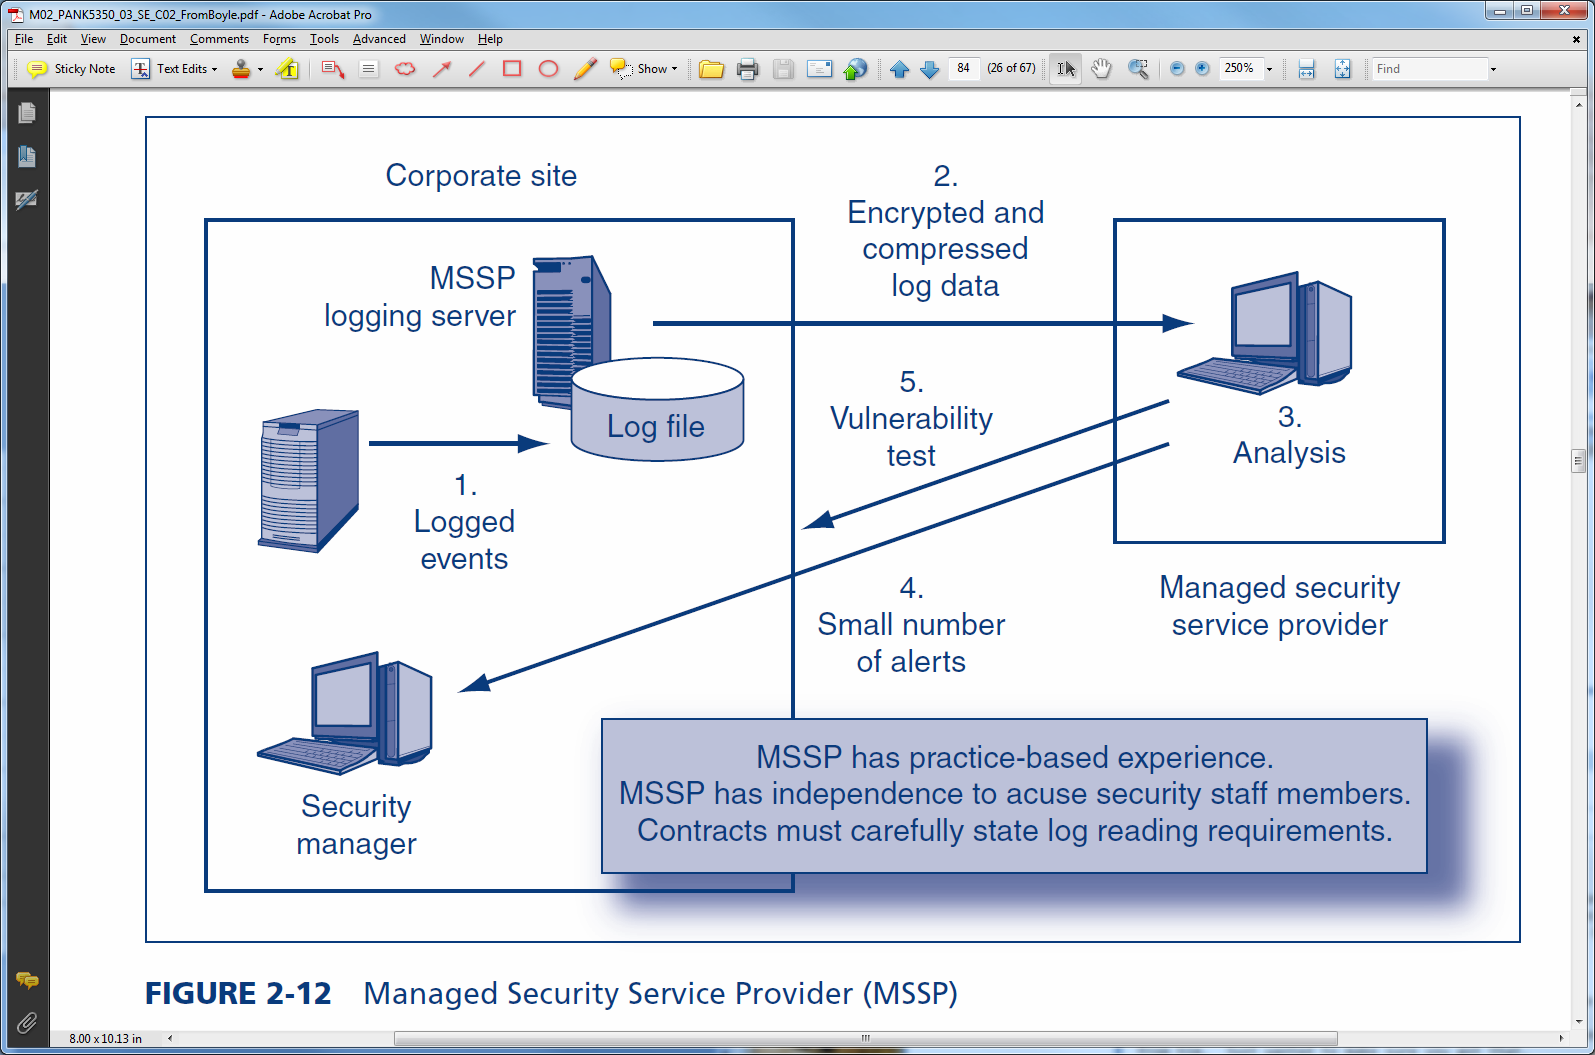 M02_PANK5350_03_SE_C02_FromBoyle.pdf - Adobe Acrobat Pro
File Edit View Document Comments Forms Tools Advanced Window Help
Sticky Note Text Edits Show 84 (26 of 67) 250% Find
Corporate site
MSSP
logging server
Log file
1.
Logged
events
2.
Encrypted and
compressed
log data
5.
Vulnerability
test
3.
Analysis
4.
Small number
of alerts
Managed security
service provider
Security
manager
MSSP has practice-based experience.
MSSP has independence to acuse security staff members.
Contracts must carefully state log reading requirements.
FIGURE 2-12 Managed Security Service Provider (MSSP)
8.00 x 10.13 in